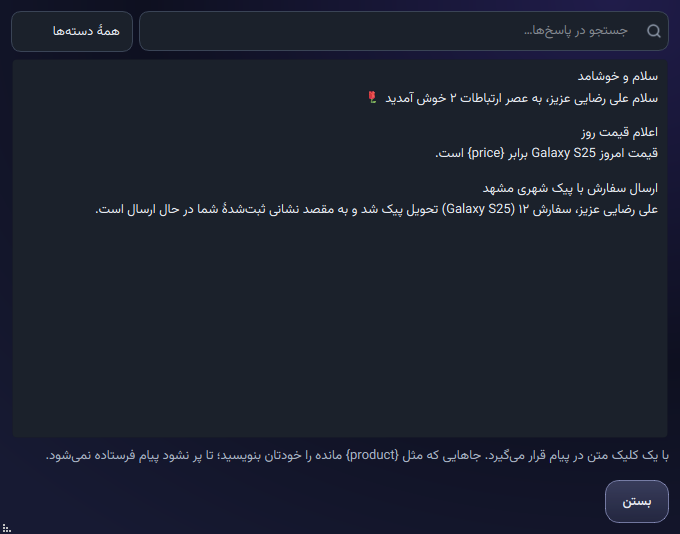 جستجو در پاسخ‌ها...
همهٔ دسته‌ها
سلام و خوشامد
سلام علی رضایی عزیز، به عصر ارتباطات ۲ خوش آمدید 🌷
اعلام قیمت روز
قیمت امروز Galaxy S25 برابر {price} است.
ارسال سفارش با پیک شهری مشهد
علی رضایی عزیز، سفارش ۱۲ (Galaxy S25) تحویل پیک شد و به مقصد نشانی ثبت‌شدهٔ شما در حال ارسال است.
با یک کلیک متن در پیام قرار می‌گیرد. جاهایی که مثل {product} مانده را خودتان بنویسید؛ تا پر نشود پیام فرستاده نمی‌شود.
بستن